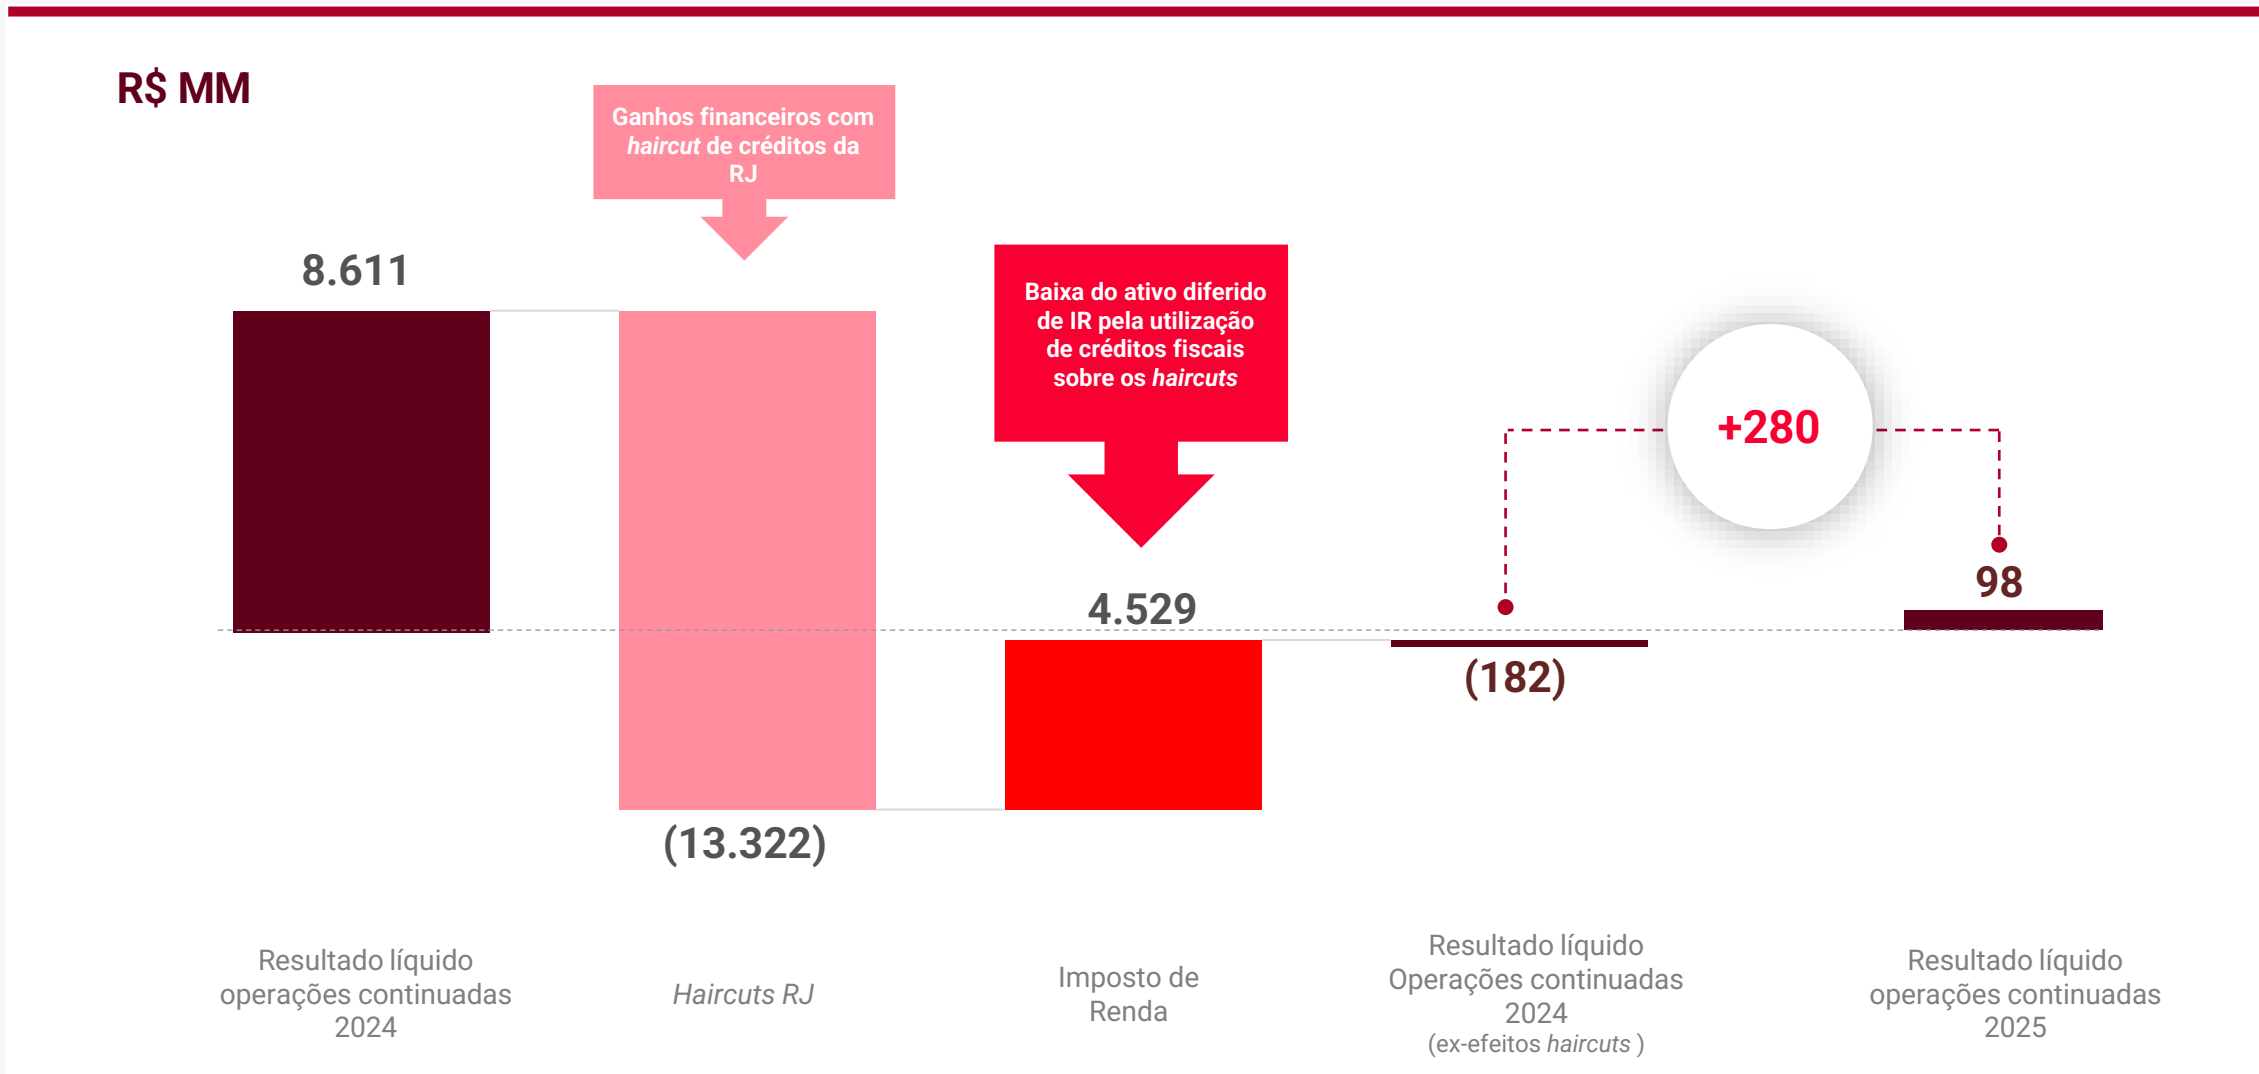 R$ MM
Ganhos financeiros com
haircut de créditos da
RJ
8.611
Baixa do ativo diferido
de IR pela utilização
de créditos fiscais
sobre os haircuts
+280
98
4.529
(182)
(13.322)
Resultado líquido
operações continuadas
2024
Haircuts RJ
Imposto de
Renda
Resultado líquido
Operações continuadas
2024
(ex-efeitos haircuts )
Resultado líquido
operações continuadas
2025